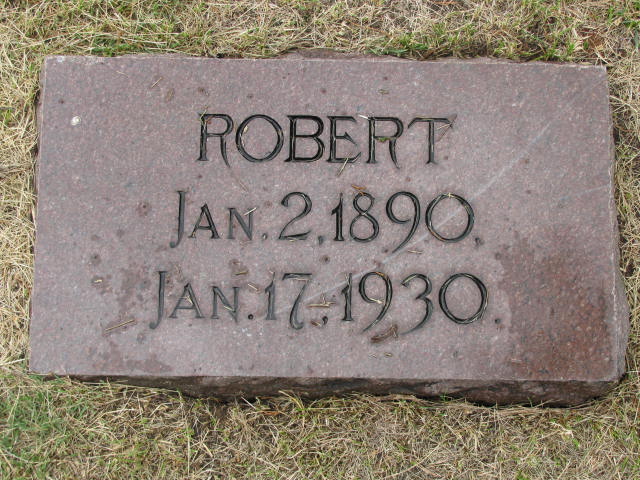 ROBERT
JAN. 2, 1890,
JAN. 17, 1930.